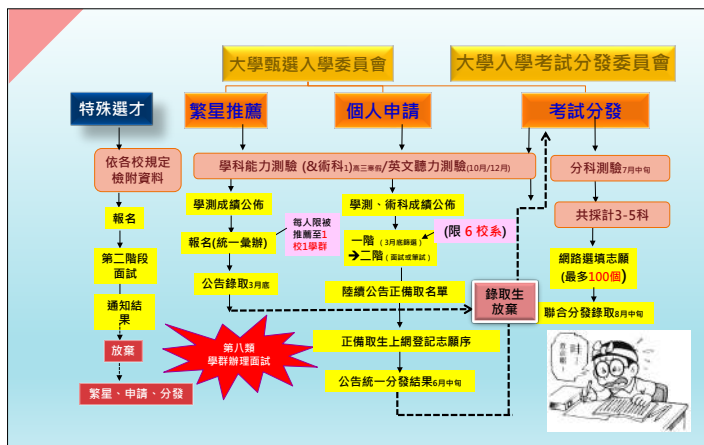 大學甄選入學委員會
大學入學考試分發委員會
特殊選才
繁星推薦
個人申請
考試分發
依各校規定
檢附資料
報名
第二階段
面試
通知結
果
放棄
繁星、申請、分發
學科能力測驗 (&術科1)高三寒假/英文聽力測驗(10月/12月)
學測成績公佈
報名(統一彙辦)
公告錄取3月底
每人限被
推薦至1
校1學群
第八類
學群辦理面試
學測、術科成績公佈
一階（3月底篩選）
➔二階（面試或筆試）
(限 6 校系)
陸續公告正備取名單
正備取生上網登記志願序
公告統一分發結果6月中旬
錄取生
放棄
分科測驗7月中旬
共採計3-5科
網路選填志願
(最多100個)
聯合分發錄取8月中旬